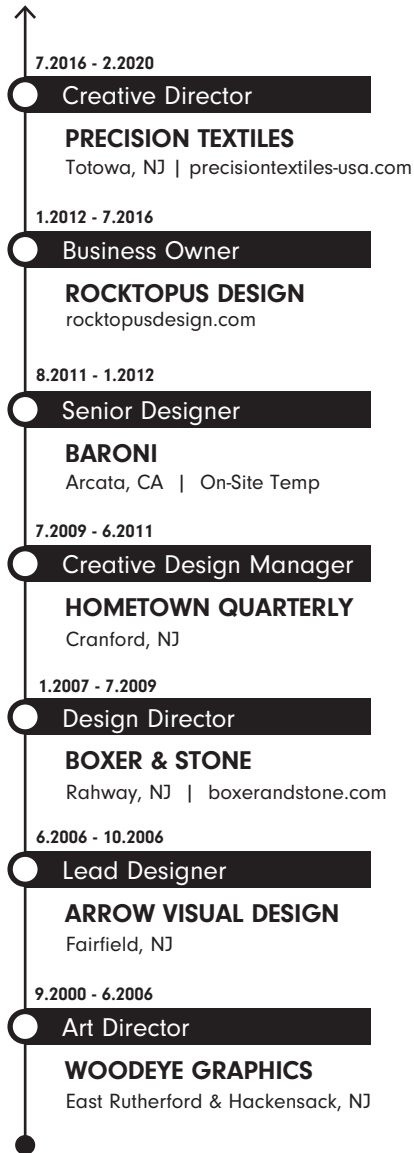 7.2016 - 2.2020
Creative Director
PRECISION TEXTILES
Totowa, NJ | precisiontextiles-usa.com
1.2012 - 7.2016
Business Owner
ROCKTOPUS DESIGN
rocktopusdesign.com
8.2011 - 1.2012
Senior Designer
BARONI
Arcata, CA | On-Site Temp
7.2009 - 6.2011
Creative Design Manager
HOMETOWN QUARTERLY
Cranford, NJ
1.2007 - 7.2009
Design Director
BOXER & STONE
Rahway, NJ | boxerandstone.com
6.2006 - 10.2006
Lead Designer
ARROW VISUAL DESIGN
Fairfield, NJ
9.2000 - 6.2006
Art Director
WOODEYE GRAPHICS
East Rutherford & Hackensack, NJ